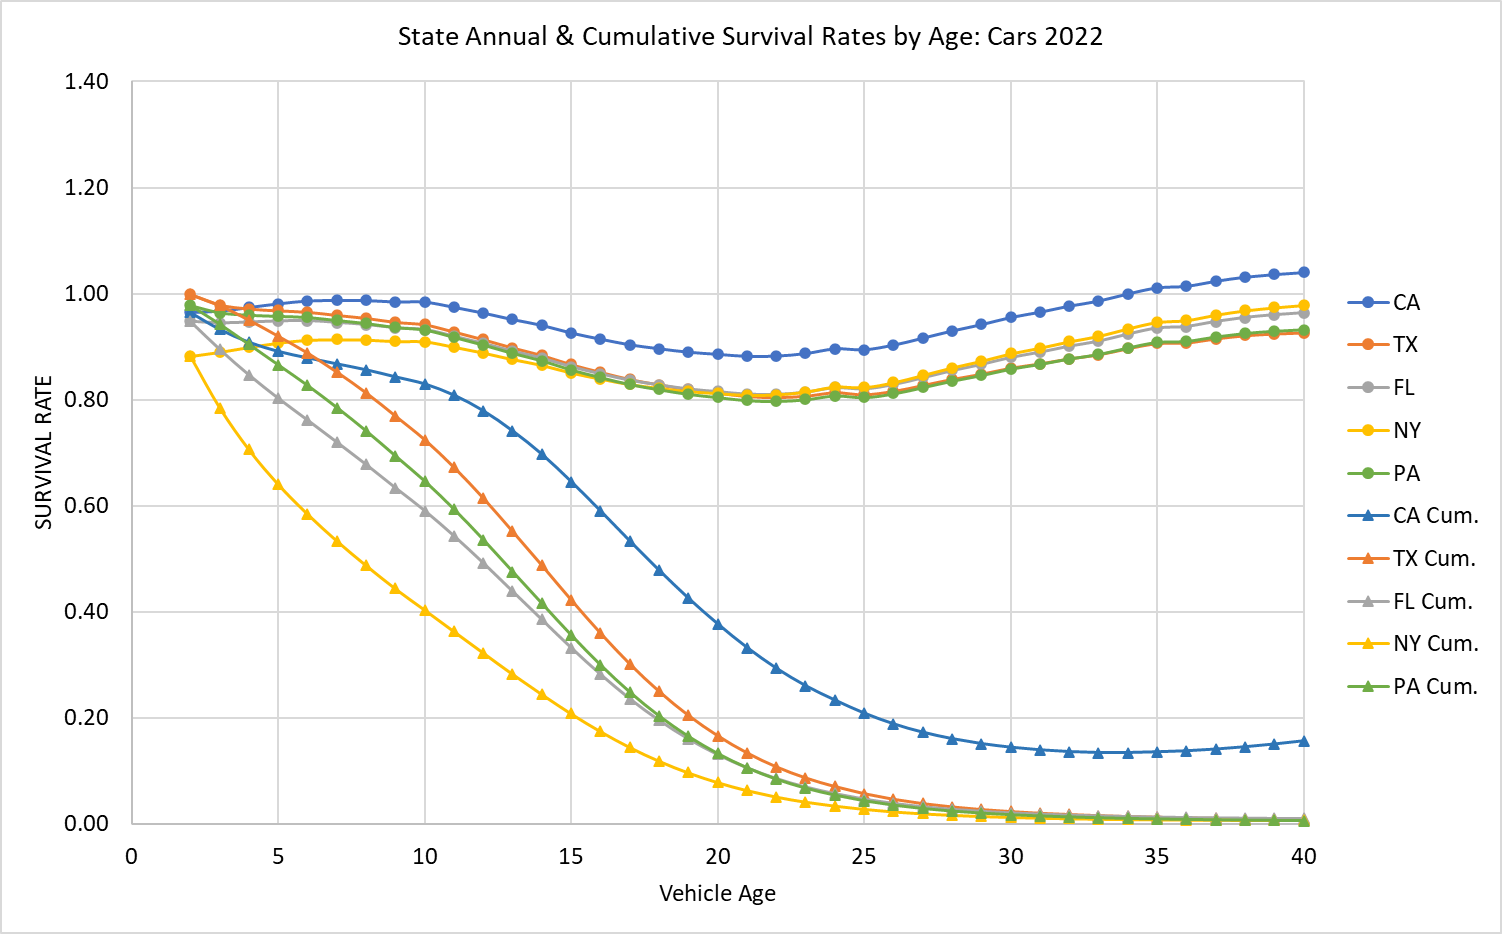 State Annual & Cumulative Survival Rates by Age: Cars 2022
1.40
1.20
1.00
0.80
0.60
0.40
0.20
0.00
SURVIVAL RATE
0 5 10 15 20 25 30 35 40
Vehicle Age
CA
TX
FL
NY
PA
CA Cum.
TX Cum.
FL Cum.
NY Cum.
PA Cum.